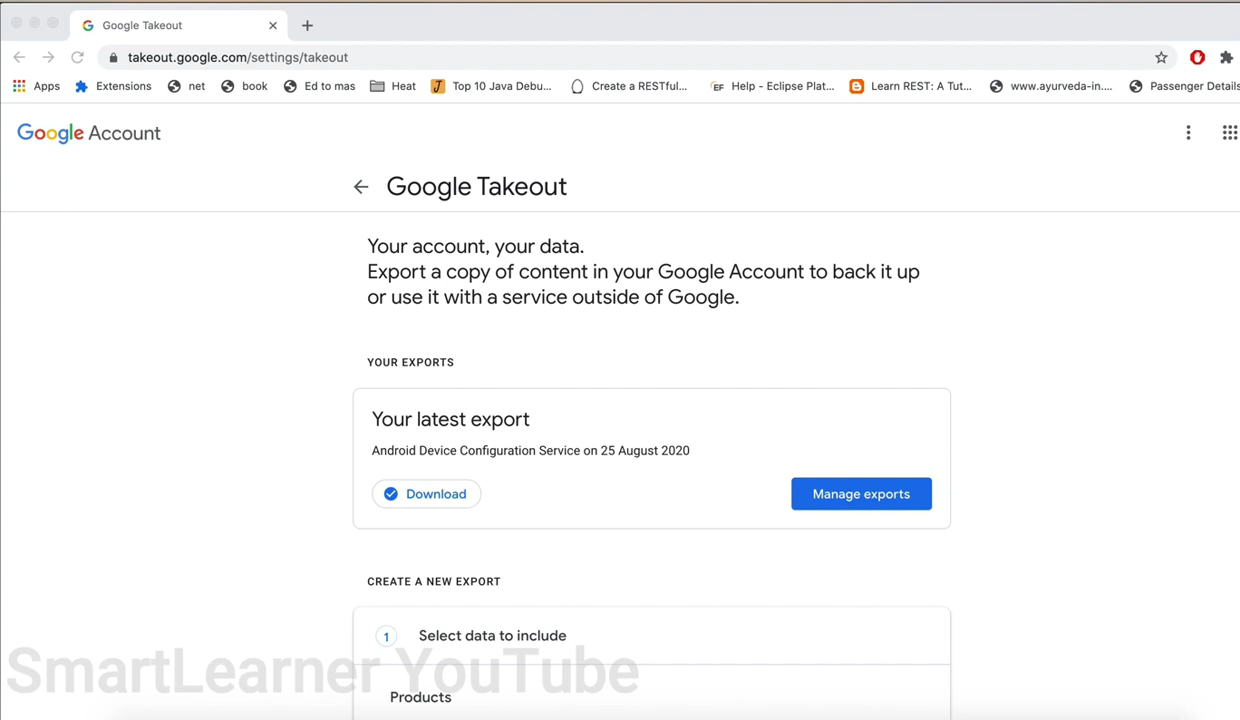 Google Takeout
takeout.google.com/settings/takeout
Apps
Extensions
net
book
Ed to mas
Heat
Top 10 Java Debu...
Create a RESTful...
EF
Help - Eclipse Plat...
Learn REST: A Tut...
www.ayurveda-in....
Passenger Details
Google Account
Google Takeout
Your account, your data.
Export a copy of content in your Google Account to back it up
or use it with a service outside of Google.
YOUR EXPORTS
Your latest export
Android Device Configuration Service on 25 August 2020
Download
Manage exports
CREATE A NEW EXPORT
1 Select data to include
Products
SmartLearner YouTube